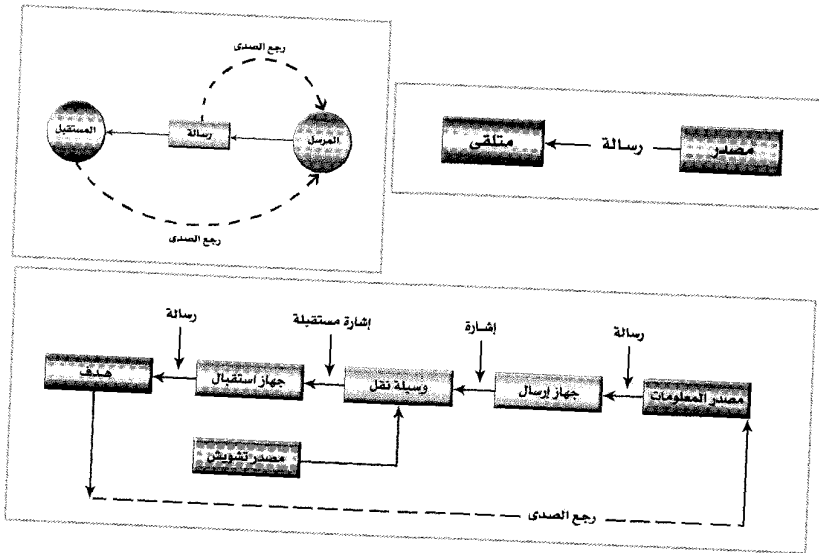 مصدر
رسالة
متلقى
رجع الصدى
المرسل
رسالة
المستقبل
رجع الصدى
رسالة
إشارة
إشارة مستقبلة
رسالة
مصدر المعلومات
جهاز إرسال
وسيلة نقل
جهاز استقبال
هدف
مصدر تشويش
رجع الصدى